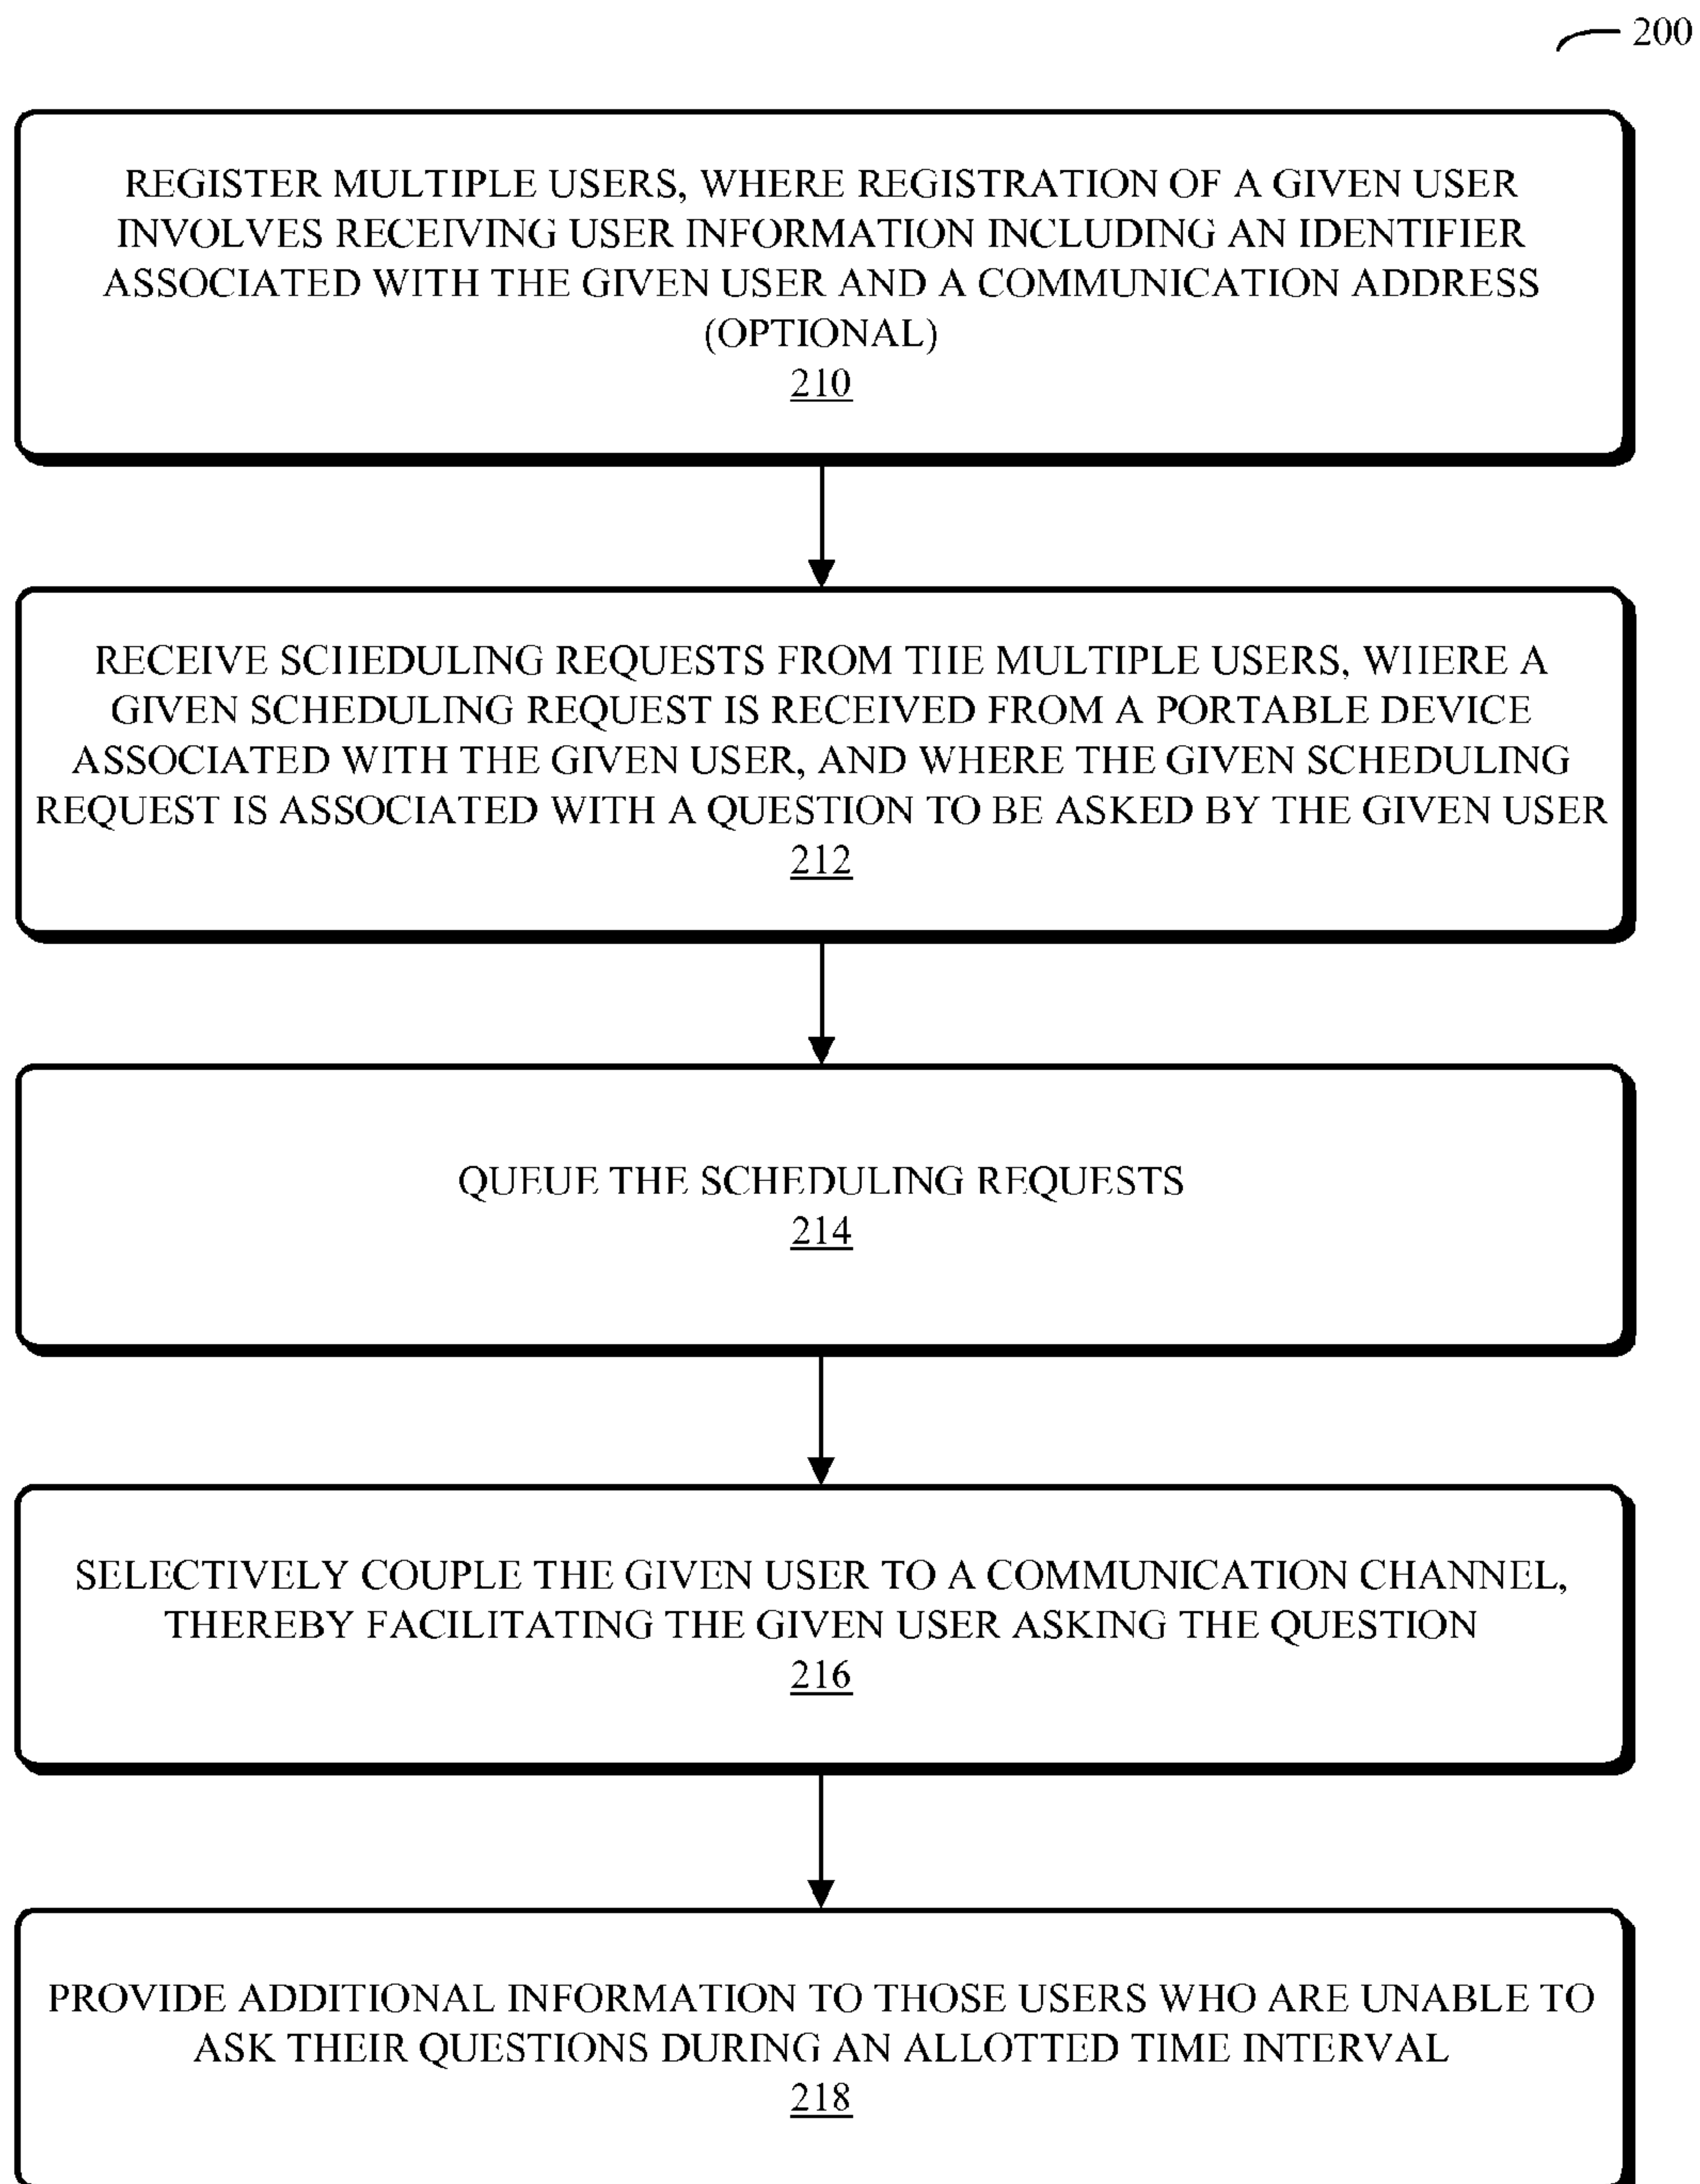 200
REGISTER MULTIPLE USERS, WHERE REGISTRATION OF A GIVEN USER
INVOLVES RECEIVING USER INFORMATION INCLUDING AN IDENTIFIER
ASSOCIATED WITH THE GIVEN USER AND A COMMUNICATION ADDRESS
(OPTIONAL)
210
RECEIVE SCHEDULING REQUESTS FROM THE MULTIPLE USERS, WHERE A
GIVEN SCHEDULING REQUEST IS RECEIVED FROM A PORTABLE DEVICE
ASSOCIATED WITH THE GIVEN USER, AND WHERE THE GIVEN SCHEDULING
REQUEST IS ASSOCIATED WITH A QUESTION TO BE ASKED BY THE GIVEN USER
212
QUEUE THE SCHEDULING REQUESTS
214
SELECTIVELY COUPLE THE GIVEN USER TO A COMMUNICATION CHANNEL,
THEREBY FACILITATING THE GIVEN USER ASKING THE QUESTION
216
PROVIDE ADDITIONAL INFORMATION TO THOSE USERS WHO ARE UNABLE TO
ASK THEIR QUESTIONS DURING AN ALLOTTED TIME INTERVAL
218